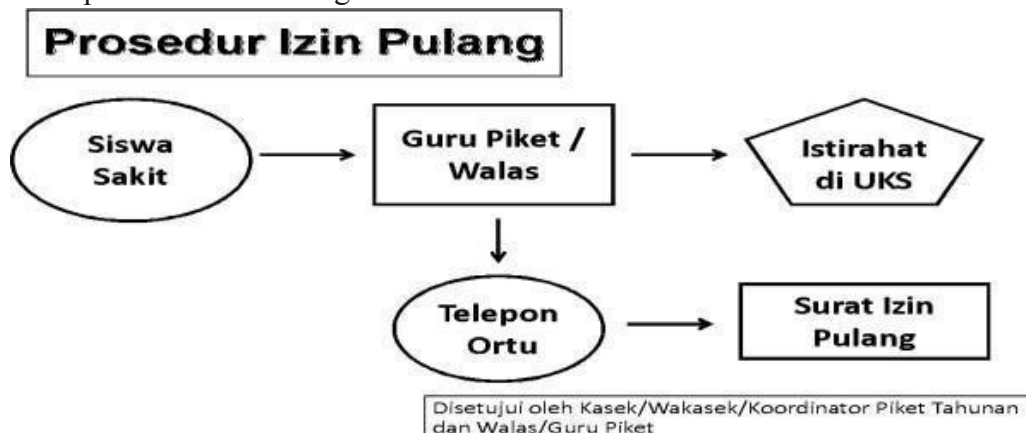 Prosedur Izin Pulang
Siswa
Sakit
Guru Piket /
Walas
Istirahat
di UKS
Telepon
Ortu
Surat Izin
Pulang
Disetujui oleh Kasek/Wakasek/Koordinator Piket Tahunan
dan Walas/Guru Piket